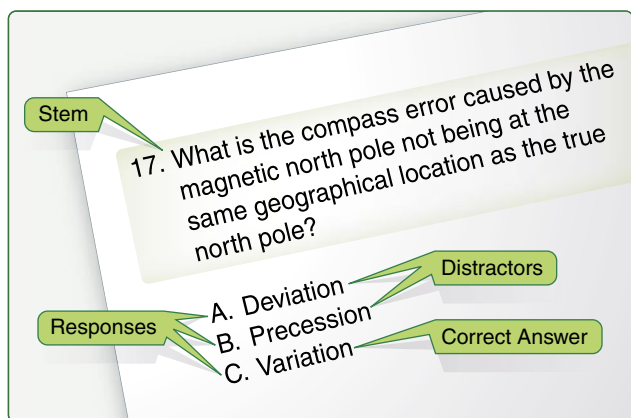 Stem
17. What is the compass error caused by the
magnetic north pole not being at the
same geographical location as the true
north pole?
Distractors
Responses
A. Deviation
B. Precession
C. Variation
Correct Answer